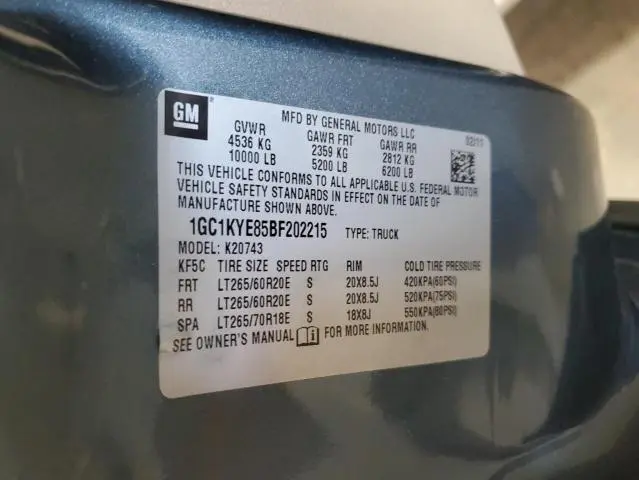 GM
MFD BY GENERAL MOTORS LLC 02/11
GVWR GAWR FRT GAWR RR
4536 KG 2359 KG 2812 KG
10000 LB 5200 LB 6200 LB
THIS VEHICLE CONFORMS TO ALL APPLICABLE U.S. FEDERAL MOTOR
VEHICLE SAFETY STANDARDS IN EFFECT ON THE DATE OF
MANUFACTURE SHOWN ABOVE.
1GC1KYE85BF202215 TYPE: TRUCK
MODEL: K20743
KF5C TIRE SIZE SPEED RTG RIM COLD TIRE PRESSURE
FRT LT265/60R20E S 20X8.5J 420KPA(60PSI)
RR LT265/60R20E S 20X8.5J 520KPA(75PSI)
SPA LT265/70R18E S 18X8J 550KPA(80PSI)
SEE OWNER'S MANUAL FOR MORE INFORMATION